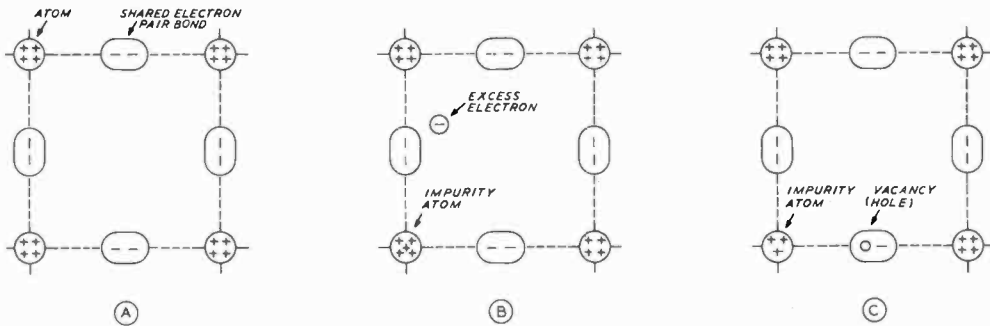 ATOM
SHARED ELECTRON
PAIR BOND
EXCESS
ELECTRON
IMPURITY
ATOM
IMPURITY
ATOM
VACANCY
(HOLE)
A
B
C